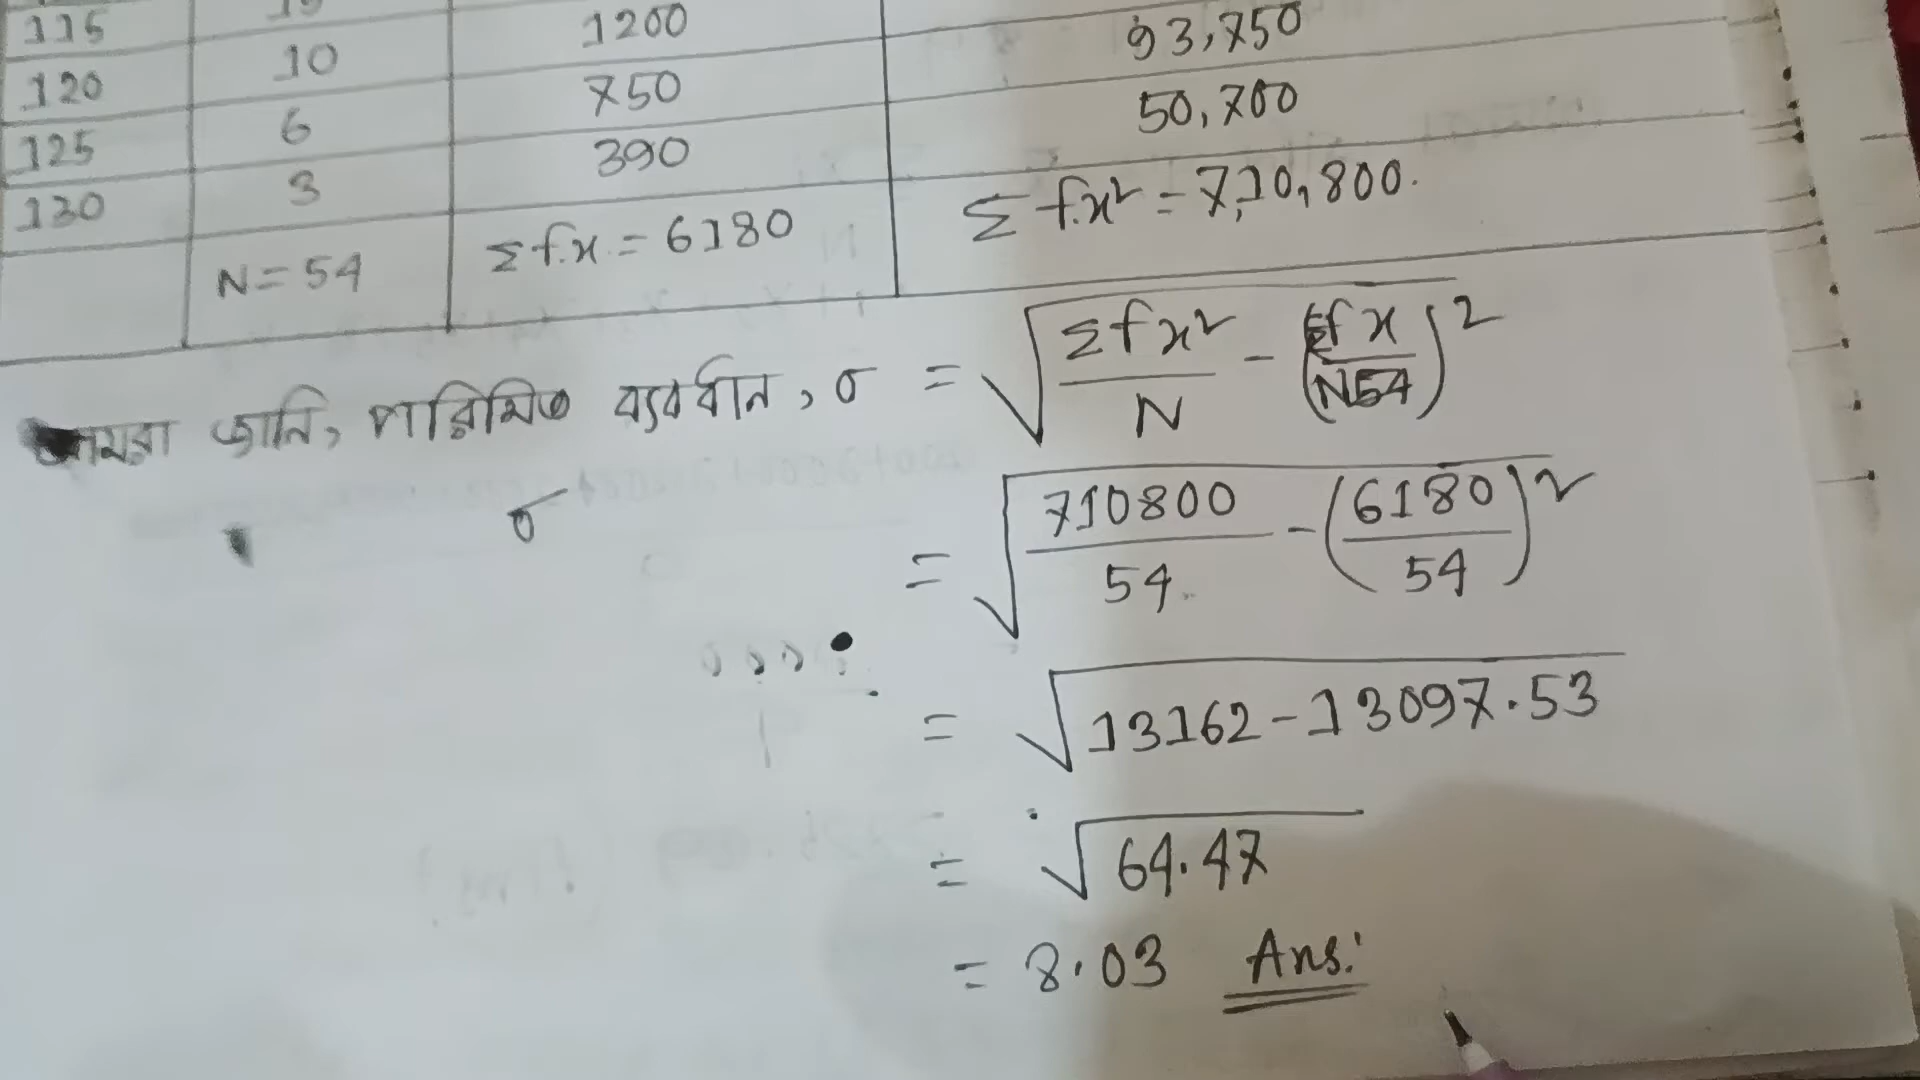 115
120 10 1200 93,750
125 6 750 50,700
130 3 390
N = 54 Σf.x = 6180 Σ f.x² = 7,10,800.
আমরা জানি, পরিমিত ব্যবধান, σ = √ Σfx²/N - (Σfx/N54)²
σ = √ 710800/54 - (6180/54)²
= √ 13162 - 13097.53
= √ 64.47
= 8.03 Ans: